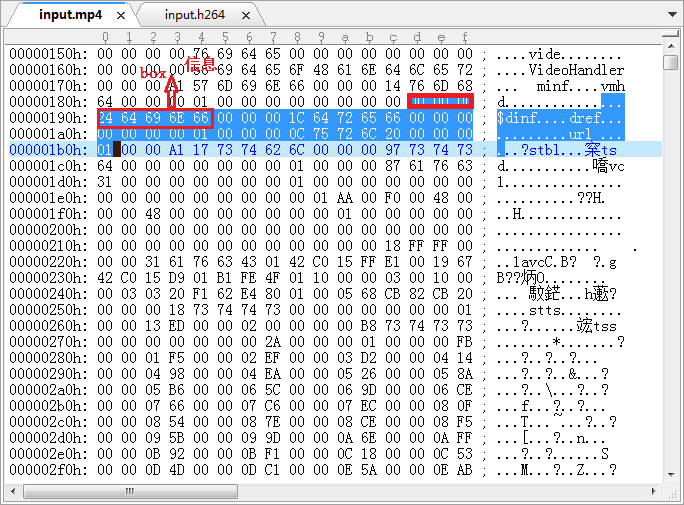 input.mp4 × input.h264 ×
0 1 2 3 4 5 6 7 8 9 a b c d e f
00000150h: 00 00 00 00 76 69 64 65 00 00 00 00 00 00 00 00 ; ....vide........
box 信息
00000160h: 00 00 00 69 64 65 6F 48 61 6E 64 6C 65 72 ; ....VideoHandler
00000170h: 00 00 A1 57 6D 69 6E 66 00 00 00 14 76 6D 68 ; minf....vmh
00000180h: 64 00 00 00 01 00 00 00 00 00 00 00 00 ; d...............
00000190h: 24 64 69 6E 66 00 00 00 1C 64 72 65 66 00 00 00 ; $dinf....dref...
000001a0h: 00 00 00 00 01 00 00 00 0C 75 72 6C 20 00 00 00 ; .........url ...
000001b0h: 01 00 00 A1 17 73 74 62 6C 00 00 00 97 73 74 73 ; ...?stbl...寀ts
000001c0h: 64 00 00 00 00 00 00 00 01 00 00 00 87 61 76 63 ; d...........嘺vc
000001d0h: 31 00 00 00 00 00 00 00 01 00 00 00 00 00 00 00 ; 1...............
000001e0h: 00 00 00 00 00 00 00 00 00 01 AA 00 F0 00 48 00 ; ..........??H.
000001f0h: 00 00 48 00 00 00 00 00 00 00 01 00 00 00 00 00 ; ..H.............
00000200h: 00 00 00 00 00 00 00 00 00 00 00 00 00 00 00 00 ; ................
00000210h: 00 00 00 00 00 00 00 00 00 00 00 00 18 FF FF 00 ; .
00000220h: 00 00 31 61 76 63 43 01 42 C0 15 FF E1 00 19 67 ; ..1avcC.B? ?.g
00000230h: 42 C0 15 D9 01 B1 FE 4F 01 10 00 00 03 00 10 00 ; B??O.........
00000240h: 00 03 03 20 F1 62 E4 80 01 00 05 68 CB 82 CB 20 ;
00000250h: 00 00 00 18 73 74 74 73 00 00 00 00 00 00 00 01 ; ....stts........
00000260h: 00 00 13 ED 00 00 02 00 00 00 B8 73 74 73 73 ; tss
00000270h: 00 00 00 00 00 00 00 2A 00 00 00 01 00 00 00 FB ; .......*.......?
00000280h: 00 00 01 F5 00 00 02 EF 00 00 03 D2 00 00 04 14 ; ...?..?..?...
00000290h: 00 00 04 98 00 00 04 EA 00 00 05 26 00 00 05 8A ; ...?..?...&...?
000002a0h: 00 00 05 B6 00 00 06 5C 00 00 06 9D 00 00 06 CE ; ...?...\...?..?
000002b0h: 00 00 07 66 00 00 07 C6 00 00 07 EC 00 00 08 0F ; ...f...?..?...
000002c0h: 00 00 08 54 00 00 08 7E 00 00 08 CE 00 00 08 F5 ; ...T...~...?..?
000002d0h: 00 00 09 5B 00 00 09 9D 00 00 0A 6E 00 00 0A FF ; ...[...?..n...
000002e0h: 00 00 0B 92 00 00 0B F1 00 00 0C 18 00 00 0C 53 ; ...?..?......S
000002f0h: 00 00 0D 4D 00 00 0D C1 00 00 0E 5A 00 00 0E AB ; ...M...?..Z...?